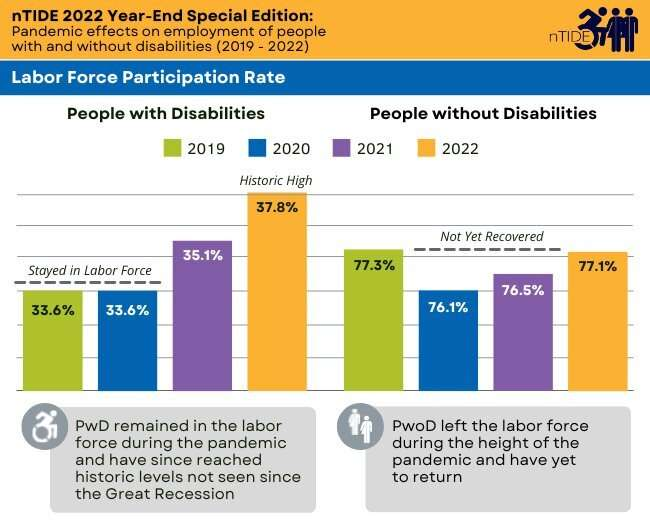 nTIDE 2022 Year-End Special Edition:
Pandemic effects on employment of people
with and without disabilities (2019 - 2022)
nTIDE
Labor Force Participation Rate
People with Disabilities
People without Disabilities
2019 2020 2021 2022
Historic High
37.8%
35.1%
Stayed in Labor Force
33.6% 33.6%
Not Yet Recovered
77.3% 76.1% 76.5% 77.1%
PwD remained in the labor
force during the pandemic
and have since reached
historic levels not seen since
the Great Recession
PwoD left the labor force
during the height of the
pandemic and have yet
to return